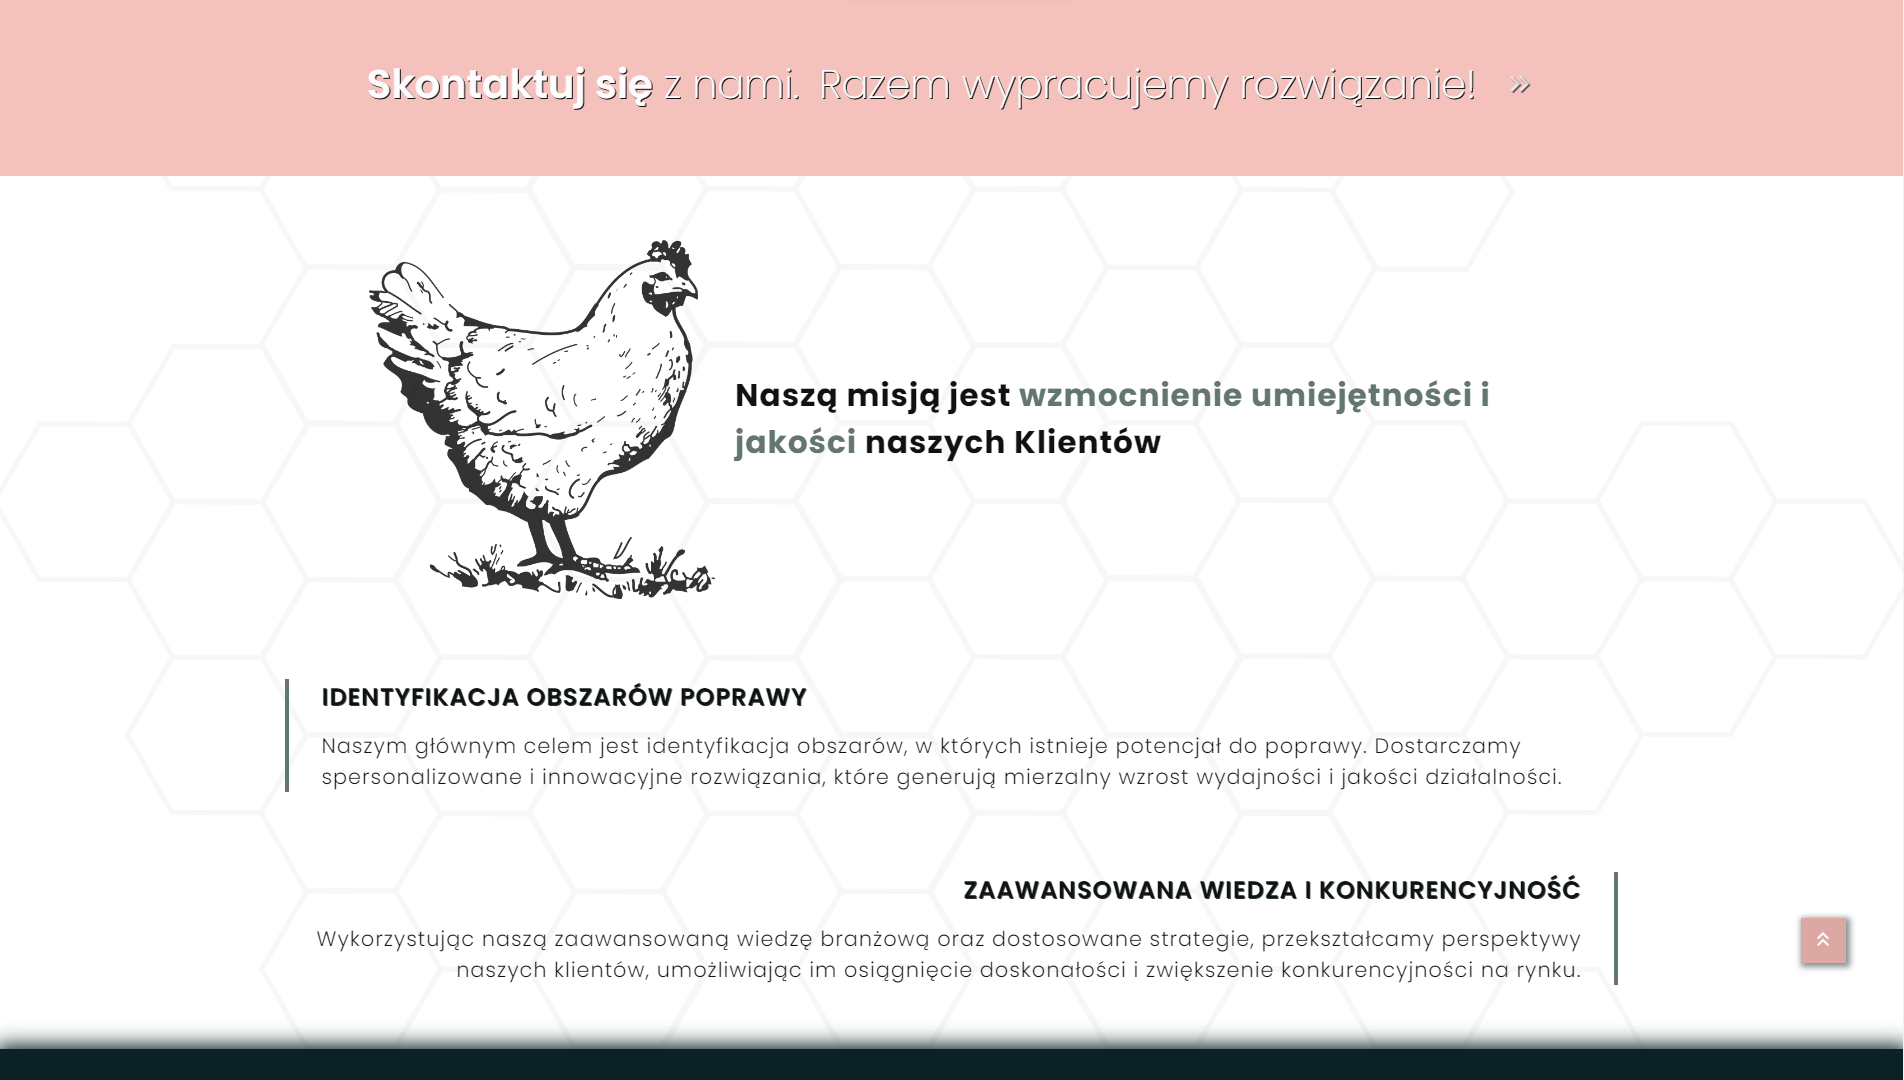 Skontaktuj się z nami. Razem wypracujemy rozwiązanie! »
Naszą misją jest wzmocnienie umiejętności i
jakości naszych Klientów
IDENTYFIKACJA OBSZARÓW POPRAWY
Naszym głównym celem jest identyfikacja obszarów, w których istnieje potencjał do poprawy. Dostarczamy
spersonalizowane i innowacyjne rozwiązania, które generują mierzalny wzrost wydajności i jakości działalności.
ZAAWANSOWANA WIEDZA I KONKURENCYJNOŚĆ
Wykorzystując naszą zaawansowaną wiedzę branżową oraz dostosowane strategie, przekształcamy perspektywy
naszych klientów, umożliwiając im osiągnięcie doskonałości i zwiększenie konkurencyjności na rynku.